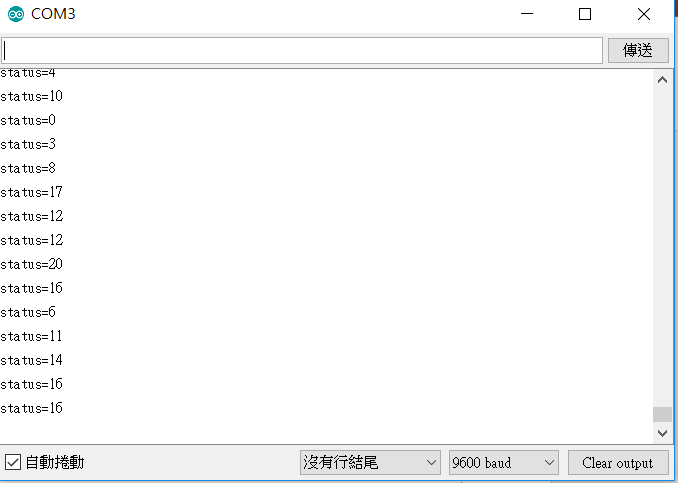 COM3
傳送
status=4
status=10
status=0
status=3
status=8
status=17
status=12
status=12
status=20
status=16
status=6
status=11
status=14
status=16
status=16
自動捲動
沒有行結尾
9600 baud
Clear output